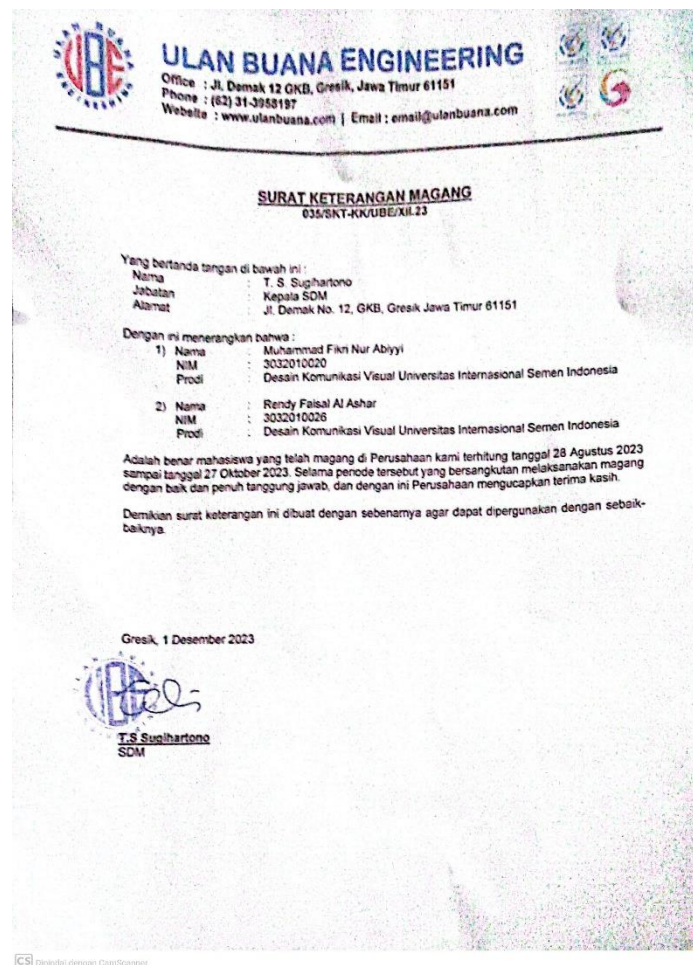 ULAN BUANA ENGINEERING
Office : Jl. Demak 12 GKB, Gresik, Jawa Timur 61151
Phone : (62) 31-3958197
Website : www.ulanbuana.com | Email : email@ulanbuana.com
SURAT KETERANGAN MAGANG
035/SKT-KK/UBE/XII.23
Yang bertanda tangan di bawah ini :
Nama : T. S. Sugihartono
Jabatan : Kepala SDM
Alamat : Jl. Demak No. 12, GKB, Gresik Jawa Timur 61151
Dengan ini menerangkan bahwa :
1) Nama : Muhammad Fikri Nur Abiyyi
NIM : 3032010020
Prodi : Desain Komunikasi Visual Universitas Internasional Semen Indonesia
2) Nama : Rendy Faisal Al Ashar
NIM : 3032010026
Prodi : Desain Komunikasi Visual Universitas Internasional Semen Indonesia
Adalah benar mahasiswa yang telah magang di Perusahaan kami terhitung tanggal 28 Agustus 2023
sampai tanggal 27 Oktober 2023. Selama periode tersebut yang bersangkutan melaksanakan magang
dengan baik dan penuh tanggung jawab, dan dengan ini Perusahaan mengucapkan terima kasih.
Demikian surat keterangan ini dibuat dengan sebenarnya agar dapat dipergunakan dengan sebaik-
baiknya.
Gresik, 1 Desember 2023
UBE
T.S Sugihartono
SDM
CS Dipindai dengan CamScanner